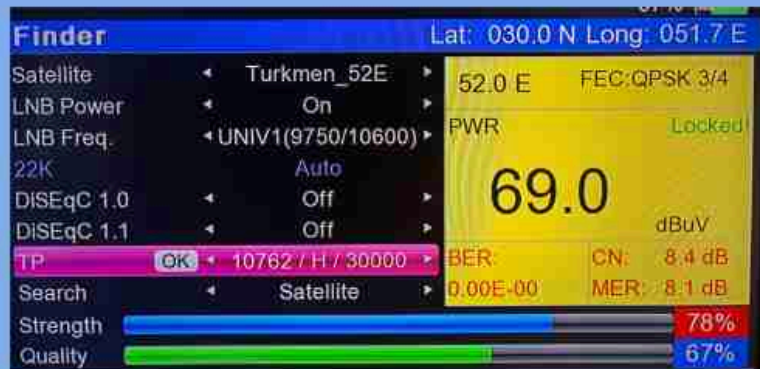 Finder Lat: 030.0 N Long: 051.7 E
Satellite Turkmen_52E
LNB Power On
LNB Freq. UNIV1(9750/10600)
22K Auto
DiSEqC 1.0 Off
DiSEqC 1.1 Off
TP OK 10762 / H / 30000
Search Satellite
Strength 78%
Quality 67%
52.0 E FEC:QPSK 3/4
PWR Locked
69.0
dBuV
BER: CN: 8.4 dB
0.00E-00 MER: 8.1 dB